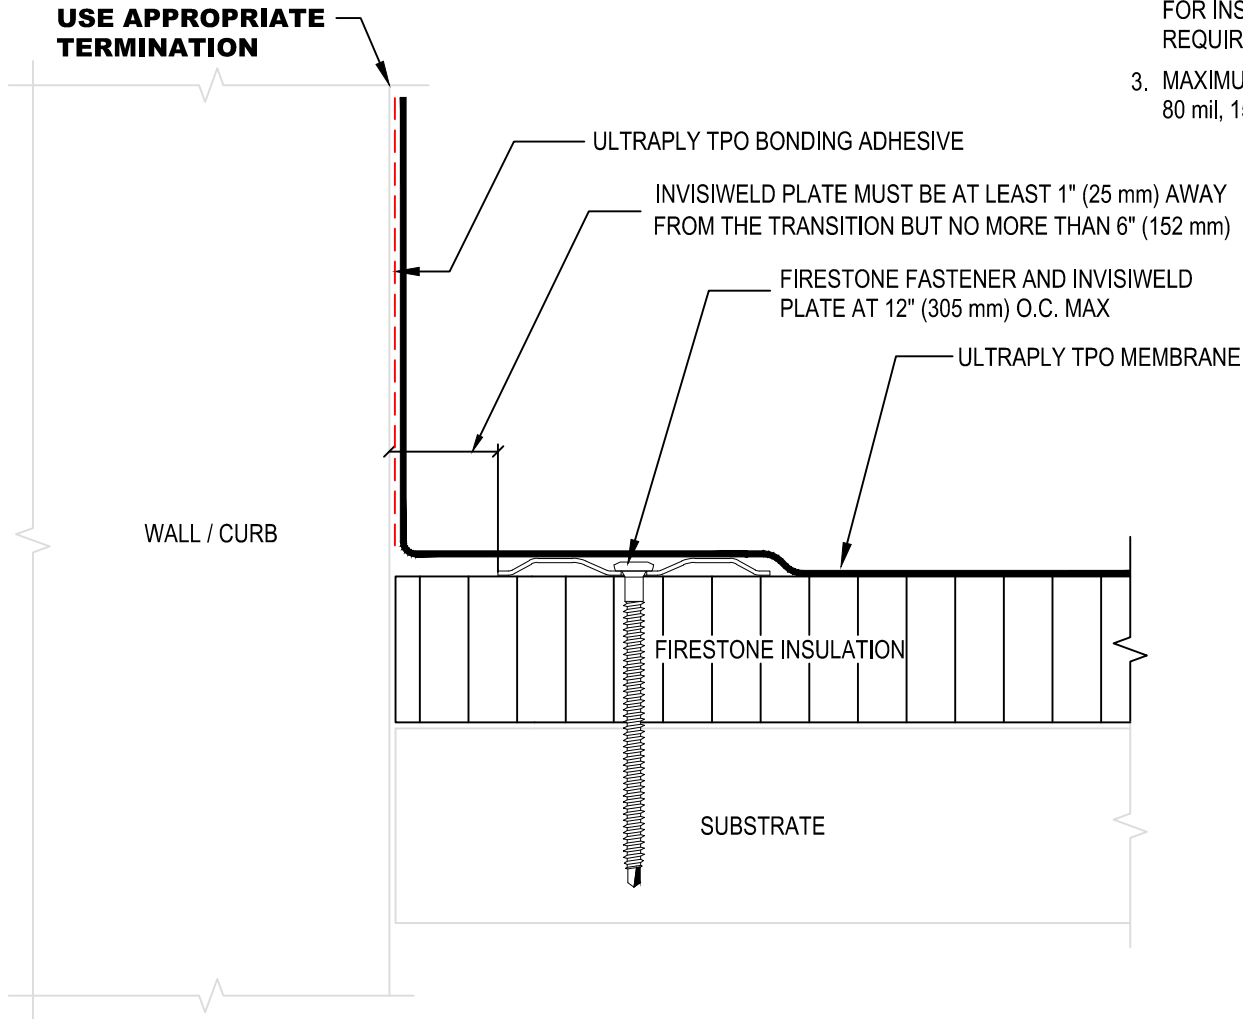 USE APPROPRIATE
TERMINATION
FOR INS
REQUIR
3. MAXIMU
80 mil, 1
ULTRAPLY TPO BONDING ADHESIVE
INVISIWELD PLATE MUST BE AT LEAST 1" (25 mm) AWAY
FROM THE TRANSITION BUT NO MORE THAN 6" (152 mm)
FIRESTONE FASTENER AND INVISIWELD
PLATE AT 12" (305 mm) O.C. MAX
ULTRAPLY TPO MEMBRANE
WALL / CURB
FIRESTONE INSULATION
SUBSTRATE